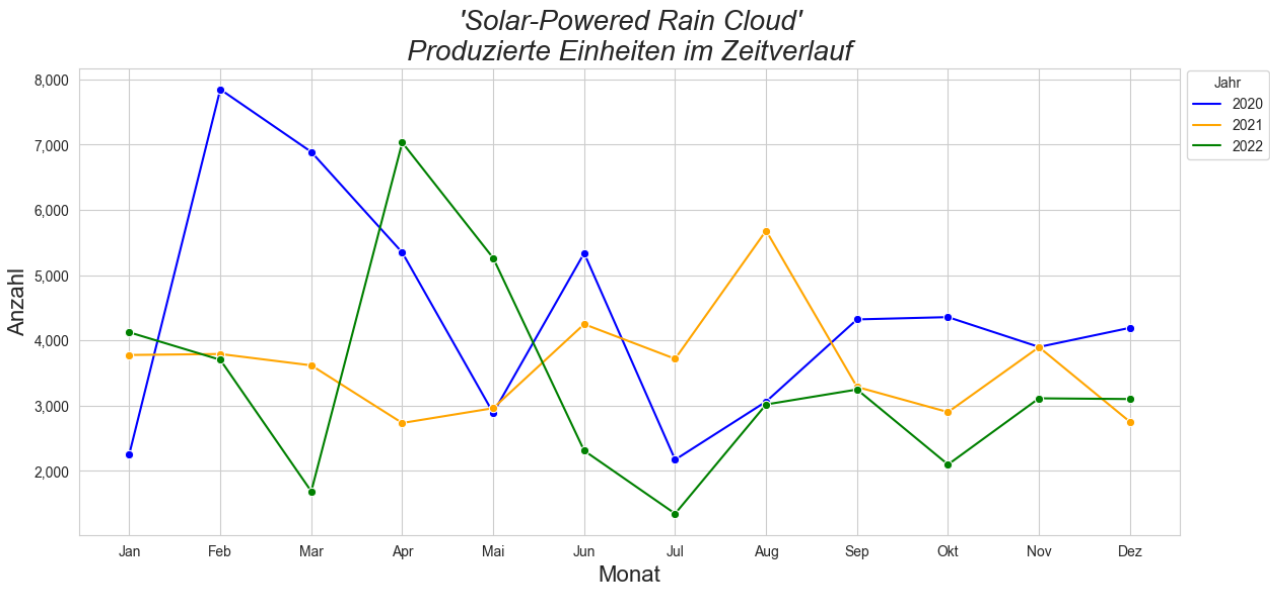 'Solar-Powered Rain Cloud'
Produzierte Einheiten im Zeitverlauf
8,000
7,000
6,000
5,000
4,000
3,000
2,000
Anzahl
Jan
Feb
Mar
Apr
Mai
Jun
Jul
Aug
Sep
Okt
Nov
Dez
Monat
Jahr
2020
2021
2022